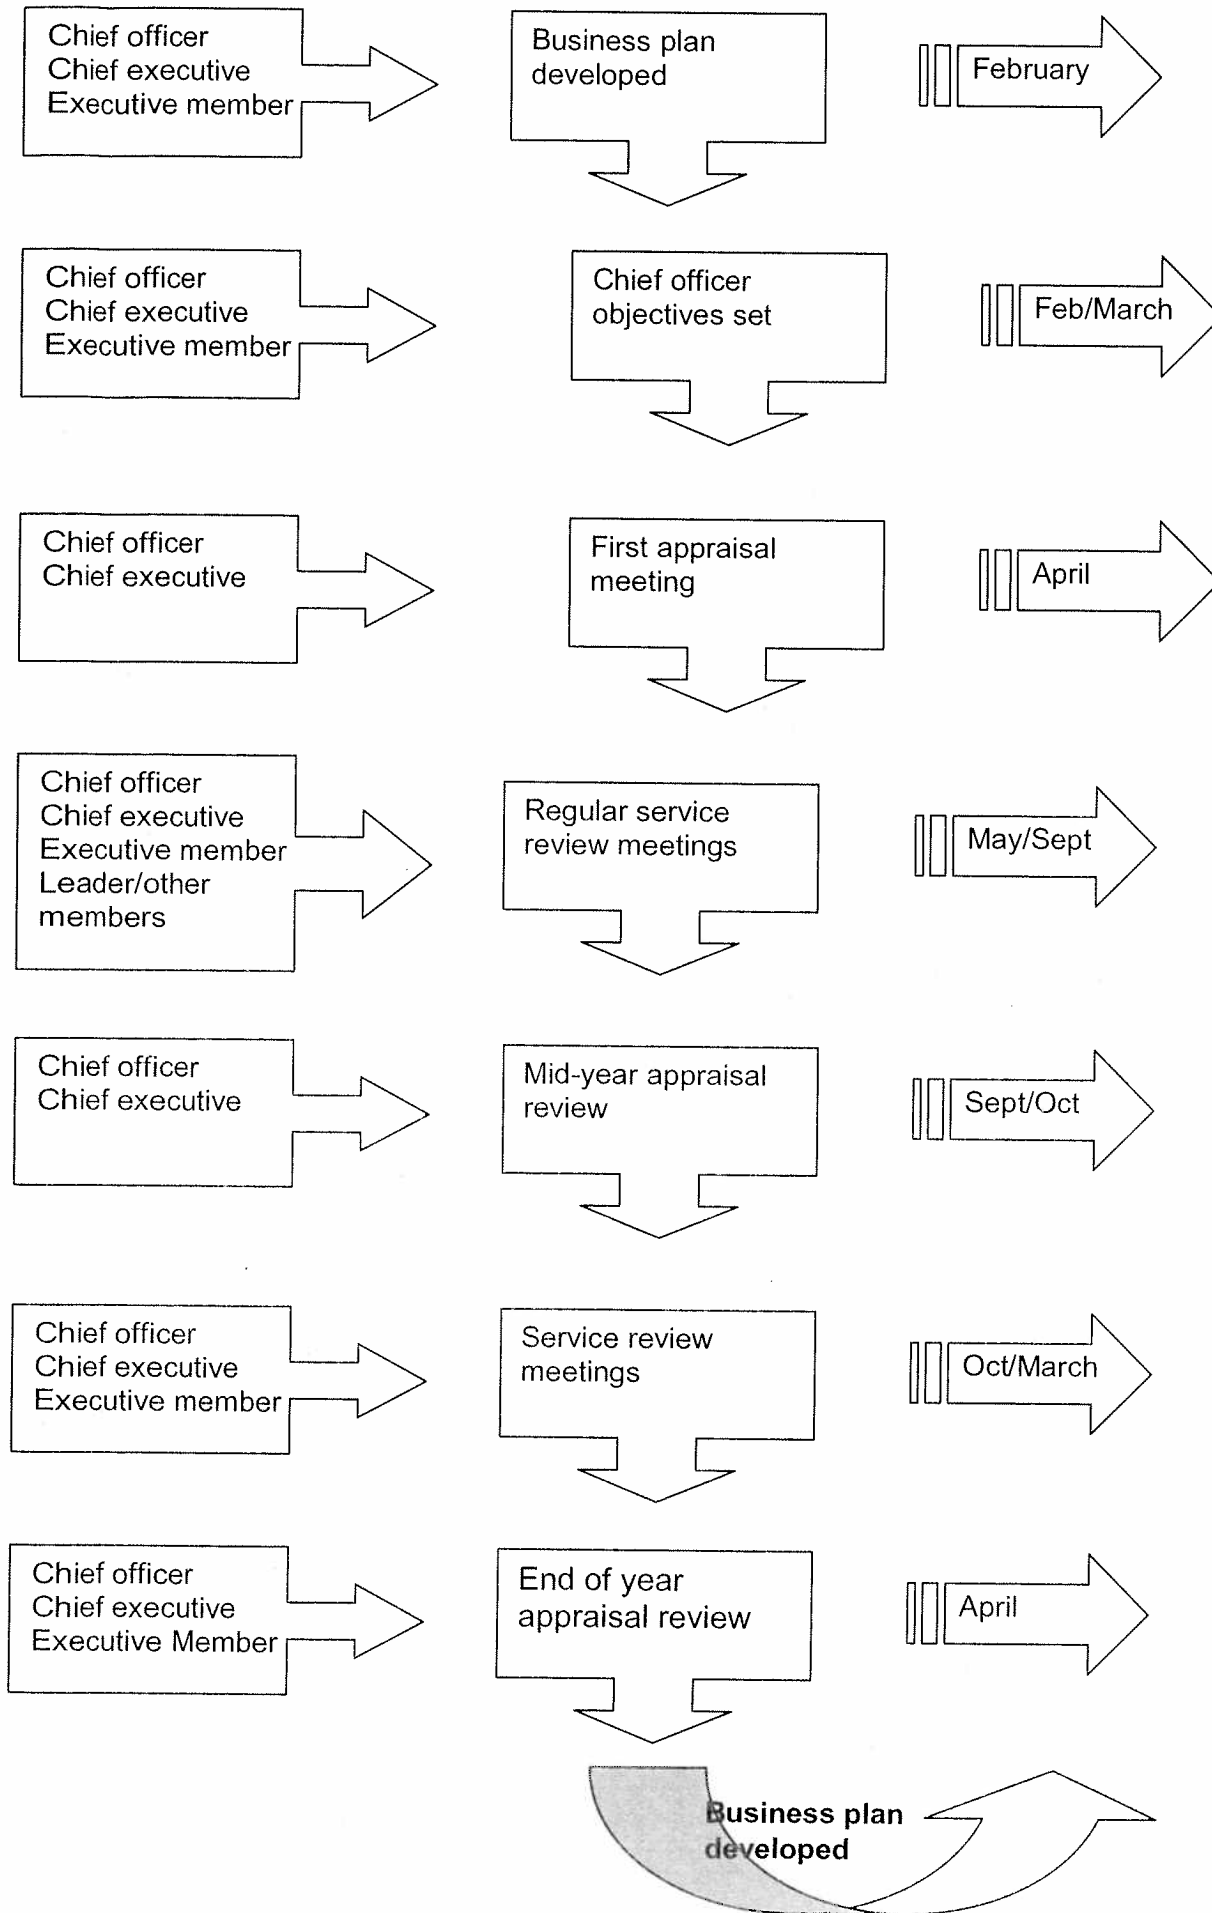 Chief officer
Chief executive
Executive member
Business plan
developed
February
Chief officer
Chief executive
Executive member
Chief officer
objectives set
Feb/March
Chief officer
Chief executive
First appraisal
meeting
April
Chief officer
Chief executive
Executive member
Leader/other
members
Regular service
review meetings
May/Sept
Chief officer
Chief executive
Mid-year appraisal
review
Sept/Oct
Chief officer
Chief executive
Executive member
Service review
meetings
Oct/March
Chief officer
Chief executive
Executive Member
End of year
appraisal review
April
Business plan
developed